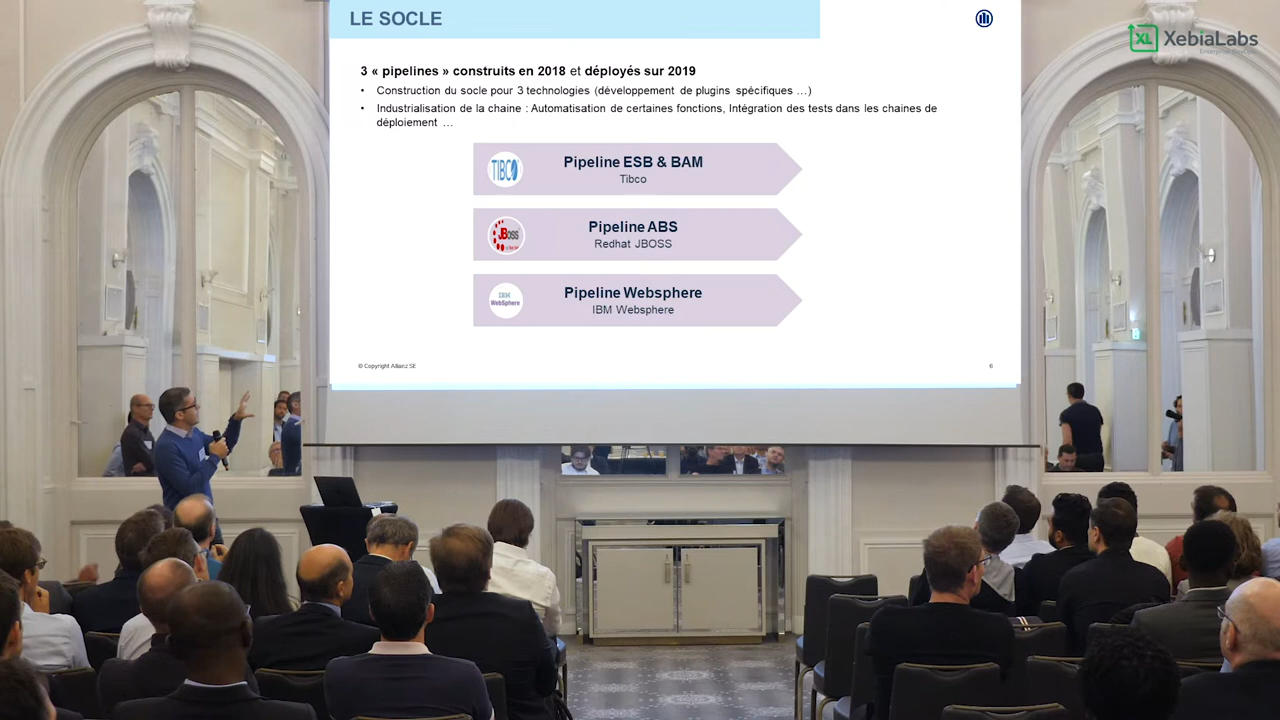 LE SOCLE
XL XebiaLabs
Enterprise DevOps
3 « pipelines » construits en 2018 et déployés sur 2019
• Construction du socle pour 3 technologies (développement de plugins spécifiques …)
• Industrialisation de la chaine : Automatisation de certaines fonctions, Intégration des tests dans les chaines de
déploiement …
TIBCO
Pipeline ESB & BAM
Tibco
JBoss
Pipeline ABS
Redhat JBOSS
IBM
WebSphere
Pipeline Websphere
IBM Websphere
© Copyright Allianz SE
6